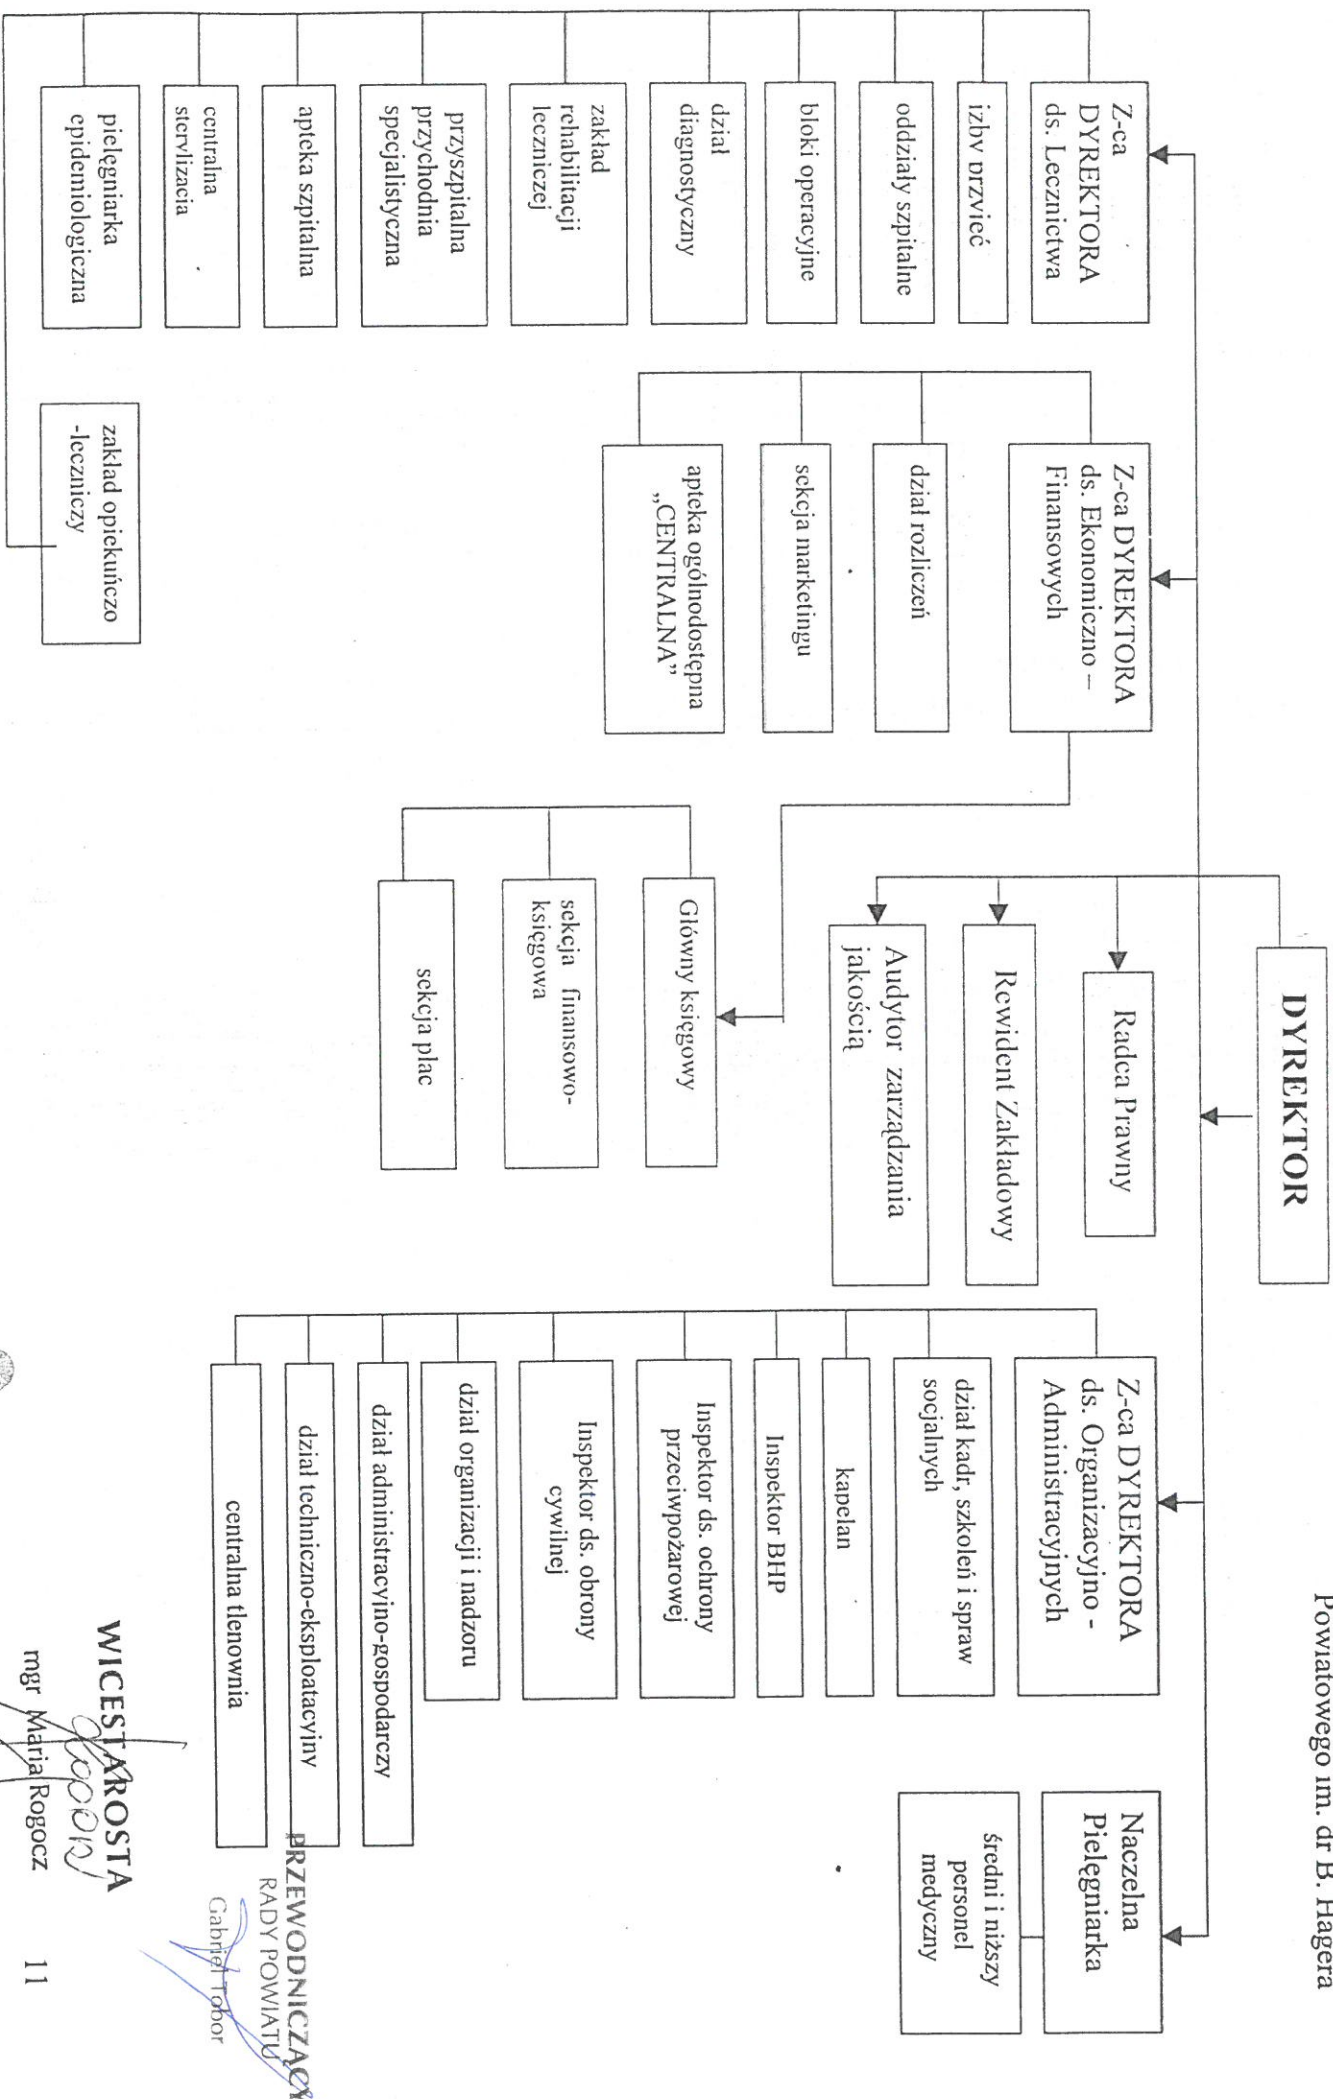 Powiatowego im. dr B. Hagera
DYREKTOR
Radca Prawny
Rewident Zakładowy
Audytor zarządzania
jakością
Z-ca
DYREKTORA
ds. Lecznictwa
izby przyjęć
oddziały szpitalne
bloki operacyjne
dział
diagnostyczny
zakład
rehabilitacji
leczniczej
przyszpitalna
przychodnia
specjalistyczna
apteka szpitalna
centralna
sterylizacja
pielęgniarka
epidemiologiczna
zakład opiekuńczo
-leczniczy
Z-ca DYREKTORA
ds. Ekonomiczno –
Finansowych
dział rozliczeń
sekcja marketingu
apteka ogólnodostępna
„CENTRALNA”
Główny księgowy
sekcja finansowo-
księgowa
sekcja płac
Z-ca DYREKTORA
ds. Organizacyjno -
Administracyjnych
dział kadr, szkoleń i spraw
socjalnych
kapelan
Inspektor BHP
Inspektor ds. ochrony
przeciwpożarowej
Inspektor ds. obrony
cywilnej
dział organizacji i nadzoru
dział administracyjno-gospodarczy
dział techniczno-eksploatacyjny
centralna tlenownia
Naczelna
Pielęgniarka
średni i niższy
personel
medyczny
PRZEWODNICZĄCY
RADY POWIATU
Gabriel Tobor
WICESTAROSTA
mgr Maria Rogocz
11